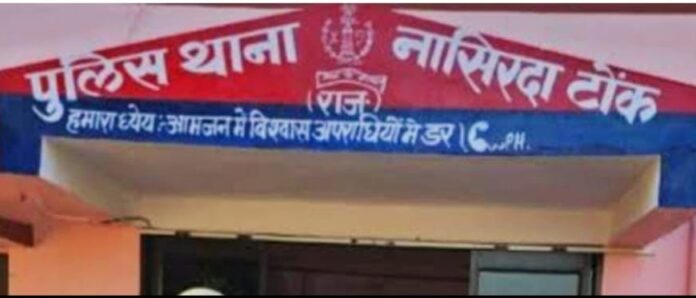 पुलिस थाना नासिरदा टोंक
(राज.)
हमारा ध्येय :- आमजन मे विश्वास अपराधियों मे डर।